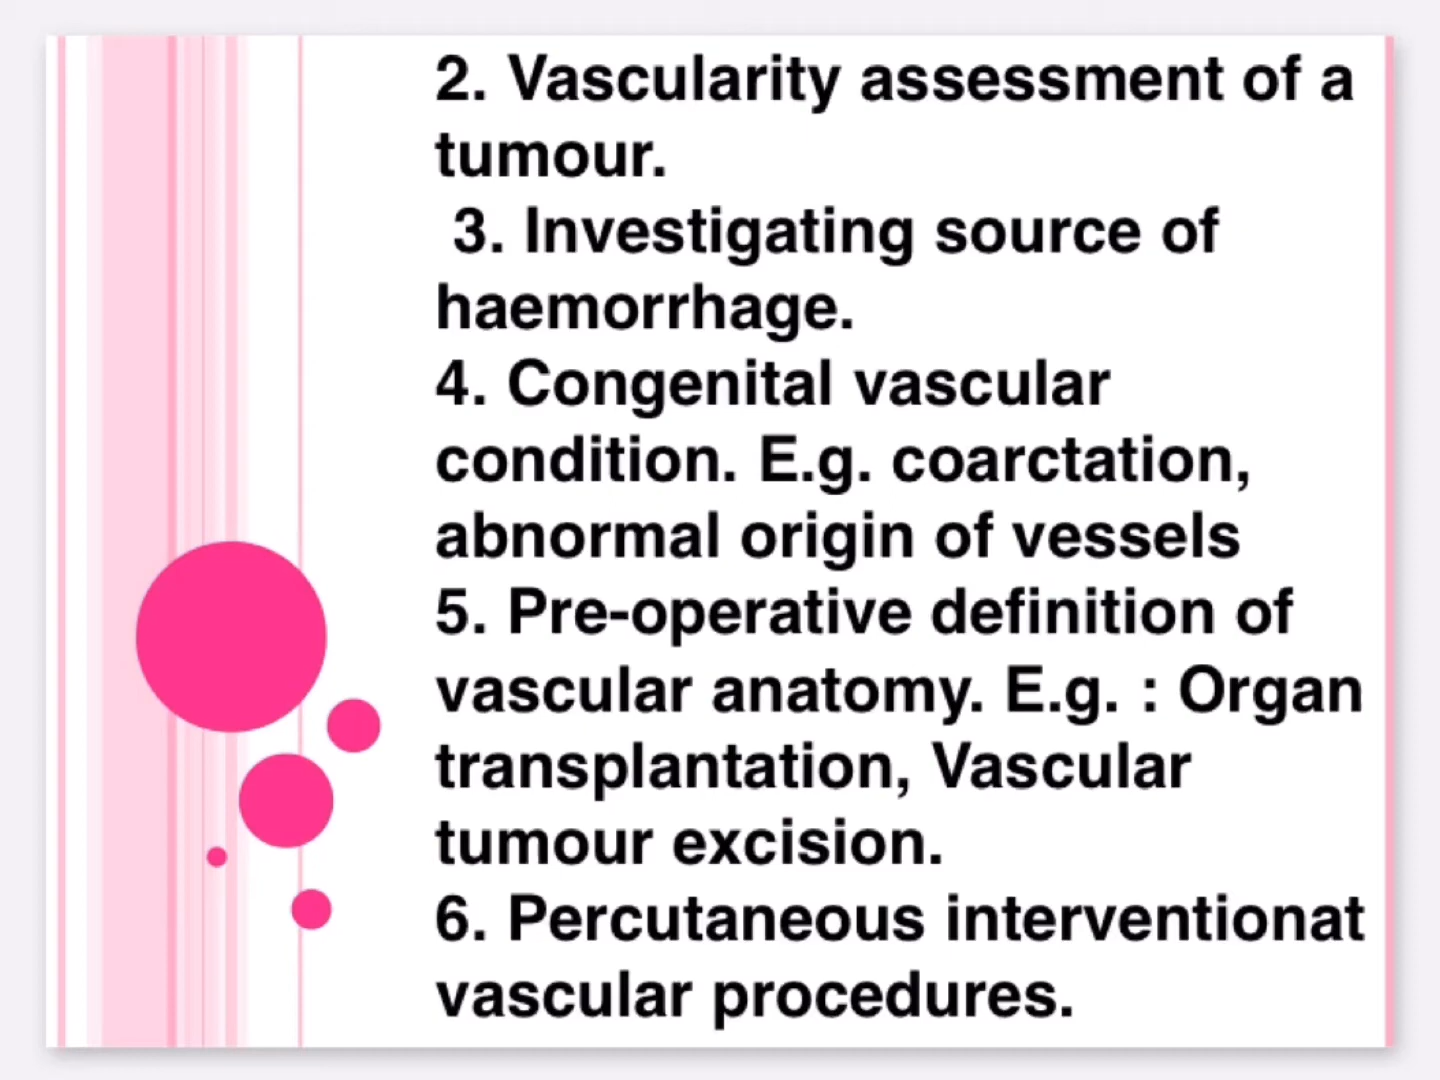 2. Vascularity assessment of a
tumour.
3. Investigating source of
haemorrhage.
4. Congenital vascular
condition. E.g. coarctation,
abnormal origin of vessels
5. Pre-operative definition of
vascular anatomy. E.g. : Organ
transplantation, Vascular
tumour excision.
6. Percutaneous interventionat
vascular procedures.